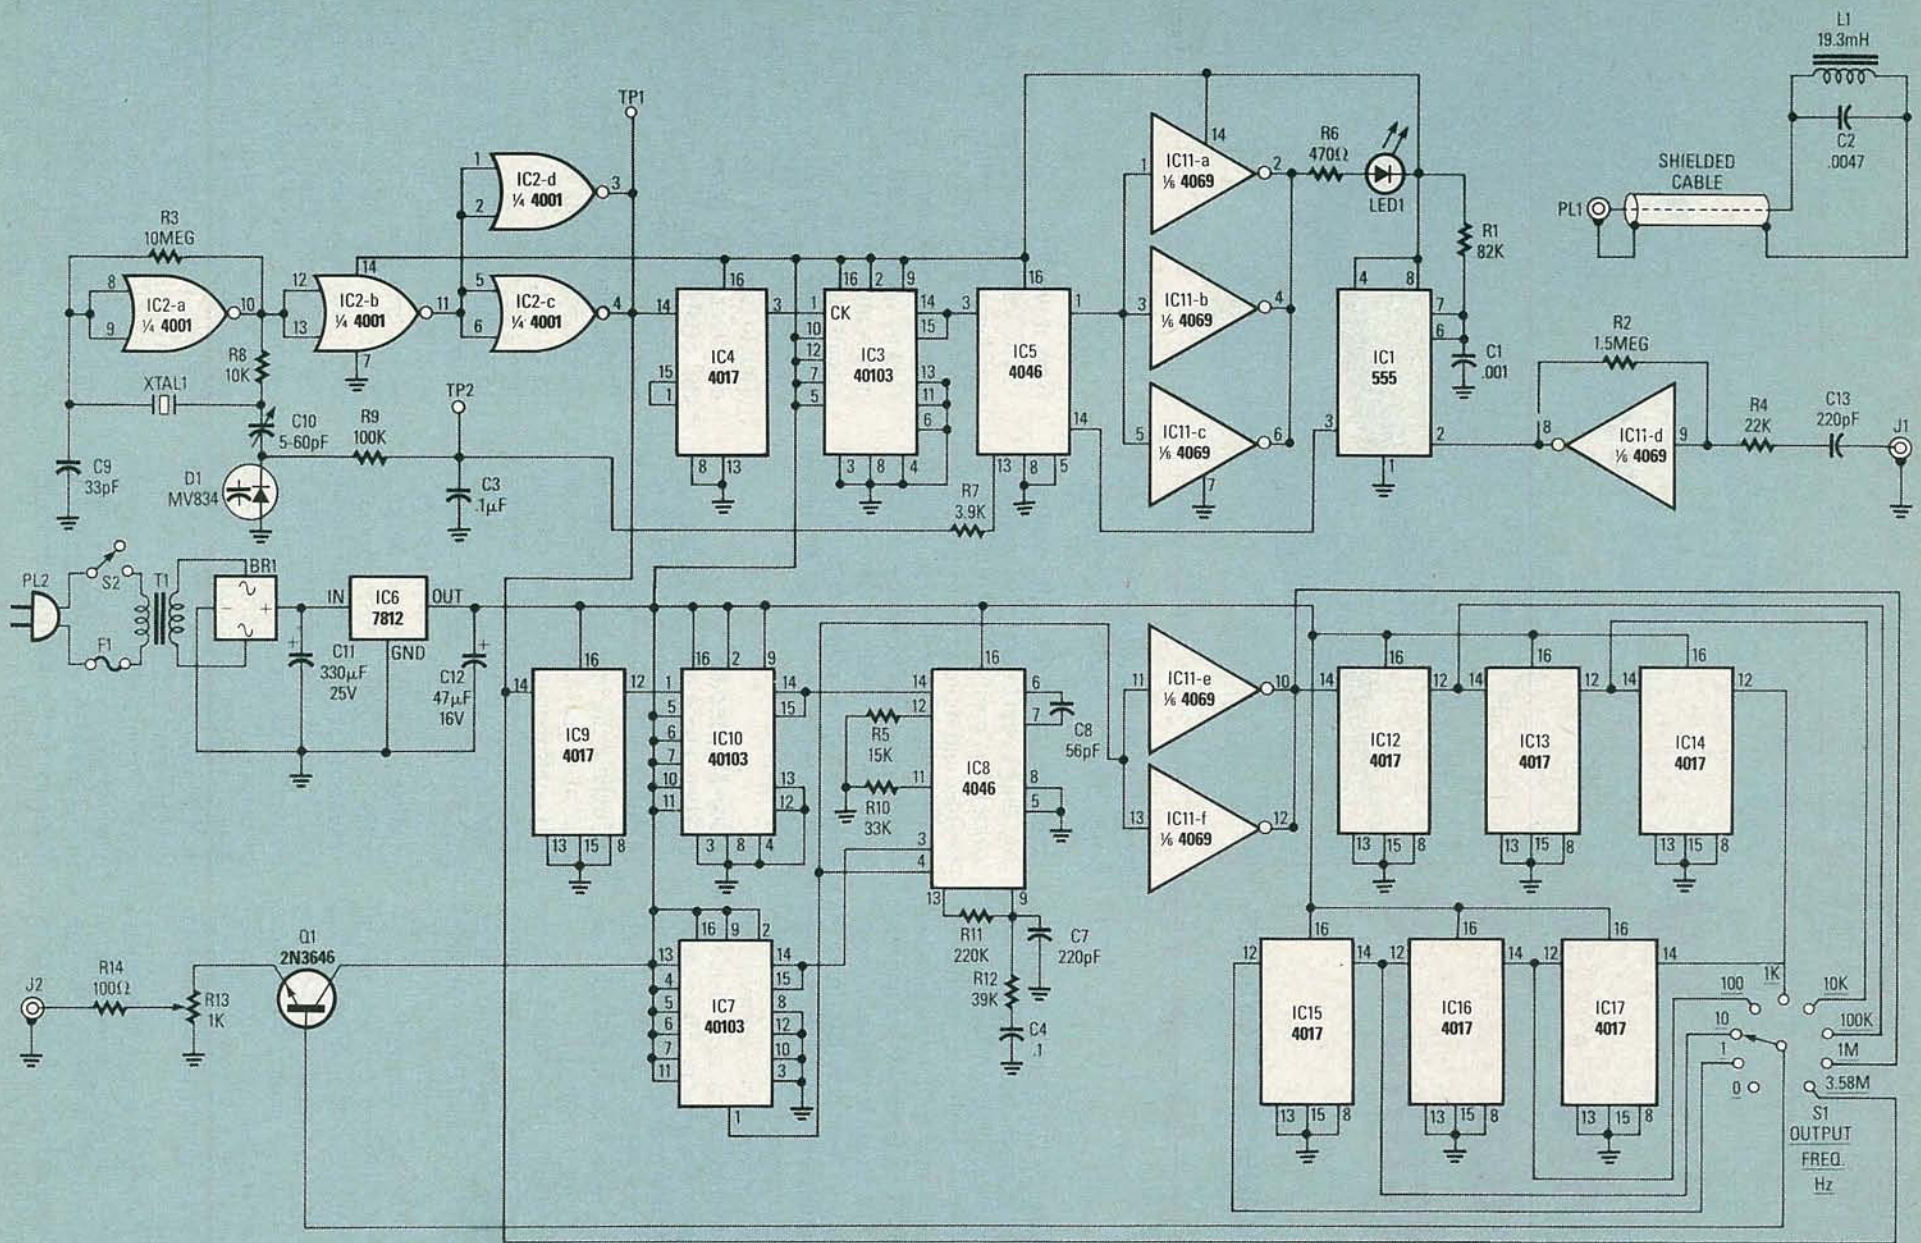 L1
19.3mH
C2
.0047
SHIELDED
CABLE
PL1
TP1
1
2
IC2-d
¼ 4001
3
R3
10MEG
8
9
IC2-a
¼ 4001
10
12
13
14
IC2-b
¼ 4001
7
11
5
6
IC2-c
¼ 4001
4
R8
10K
XTAL1
C10
5-60pF
C9
33pF
D1
MV834
R9
100K
TP2
C3
.1µF
14
16
3
IC4
4017
15
1
8
13
16
2
9
1
CK
10
12
7
5
IC3
40103
14
15
13
11
6
3
8
4
3
16
1
IC5
4046
14
13
8
5
R7
3.9K
1
IC11-a
⅙ 4069
14
2
3
IC11-b
⅙ 4069
4
5
IC11-c
⅙ 4069
6
7
R6
470Ω
LED1
R1
82K
4
8
7
6
IC1
555
3
2
1
C1
.001
R2
1.5MEG
8
IC11-d
⅙ 4069
9
R4
22K
C13
220pF
J1
PL2
S2
F1
T1
BR1
- +
IN
IC6
7812
OUT
GND
C11
330µF
25V
+
C12
47µF
16V
+
14
16
12
IC9
4017
13
15
8
16
2
9
1
5
6
7
10
11
IC10
40103
14
15
13
12
3
8
4
R5
15K
R10
33K
16
14
12
11
3
4
IC8
4046
6
7
8
5
13
9
C8
56pF
R11
220K
R12
39K
C7
220pF
C4
.1
11
IC11-e
⅙ 4069
10
13
IC11-f
⅙ 4069
12
14
16
12
IC12
4017
13
15
8
14
16
12
IC13
4017
13
15
8
14
16
12
IC14
4017
13
15
8
16
9
2
13
4
5
6
7
11
IC7
40103
14
15
8
12
10
3
1
J2
R14
100Ω
R13
1K
Q1
2N3646
12
16
14
IC15
4017
13
15
8
12
16
14
IC16
4017
13
15
8
12
16
14
IC17
4017
13
15
8
1K
100
10K
10
100K
1
1M
0
3.58M
S1
OUTPUT
FREQ.
Hz